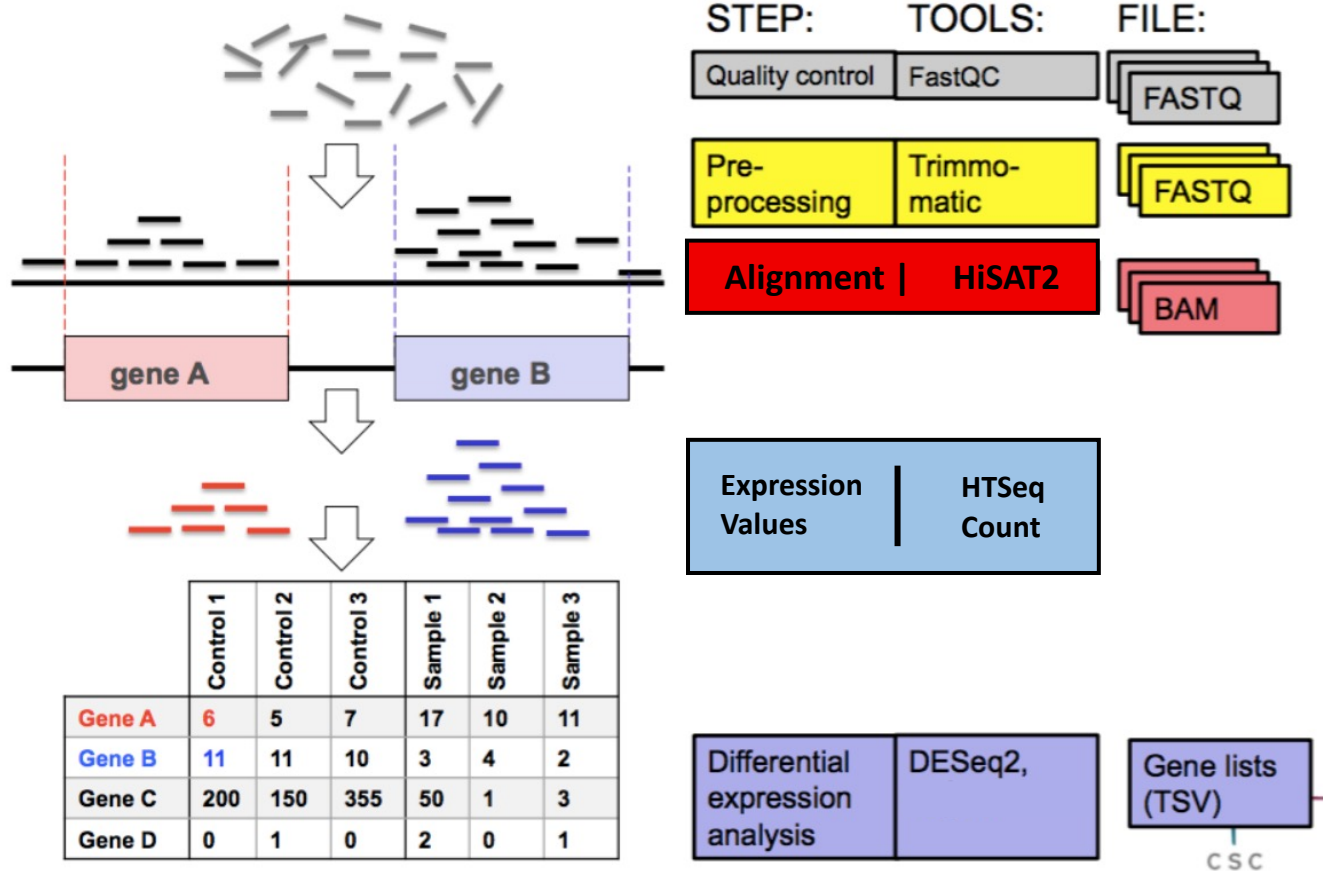 STEP: TOOLS: FILE:
Quality control FastQC FASTQ
Pre-
processing
Trimmo-
matic
FASTQ
Alignment | HiSAT2
BAM
gene A gene B
Expression
Values
HTSeq
Count
Control 1 Control 2 Control 3 Sample 1 Sample 2 Sample 3
Gene A 6 5 7 17 10 11
Gene B 11 11 10 3 4 2
Gene C 200 150 355 50 1 3
Gene D 0 1 0 2 0 1
Differential
expression
analysis
DESeq2,
Gene lists
(TSV)
CSC